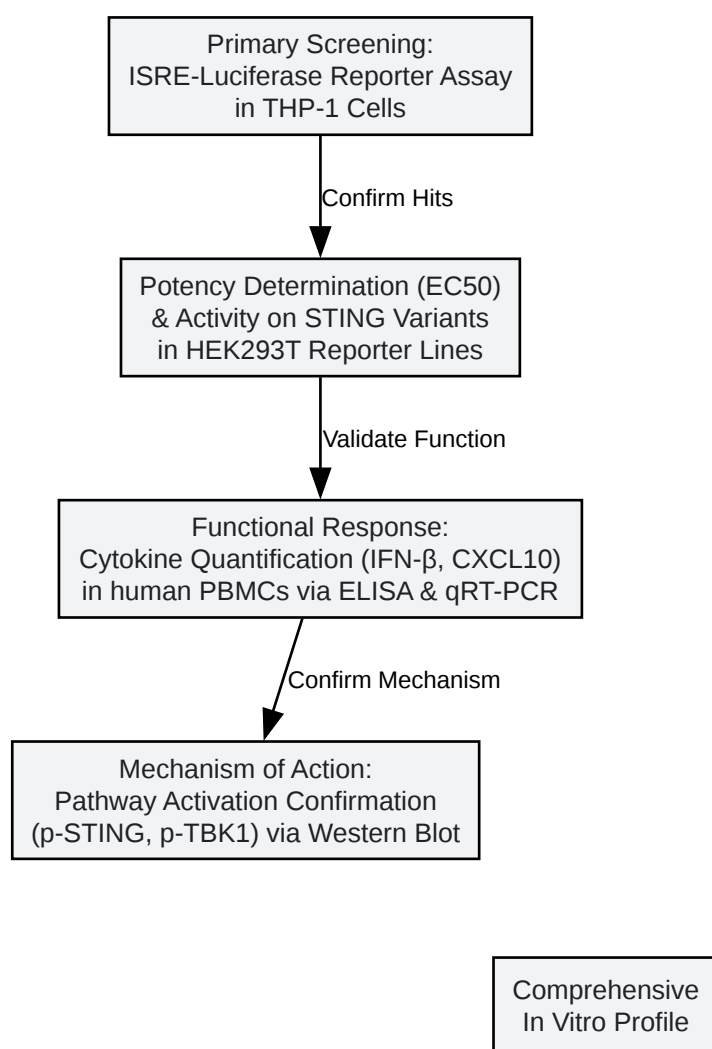 Primary Screening:
ISRE-Luciferase Reporter Assay
in THP-1 Cells
Confirm Hits
Potency Determination (EC50)
& Activity on STING Variants
in HEK293T Reporter Lines
Validate Function
Functional Response:
Cytokine Quantification (IFN-β, CXCL10)
in human PBMCs via ELISA & qRT-PCR
Confirm Mechanism
Mechanism of Action:
Pathway Activation Confirmation
(p-STING, p-TBK1) via Western Blot
Comprehensive
In Vitro Profile